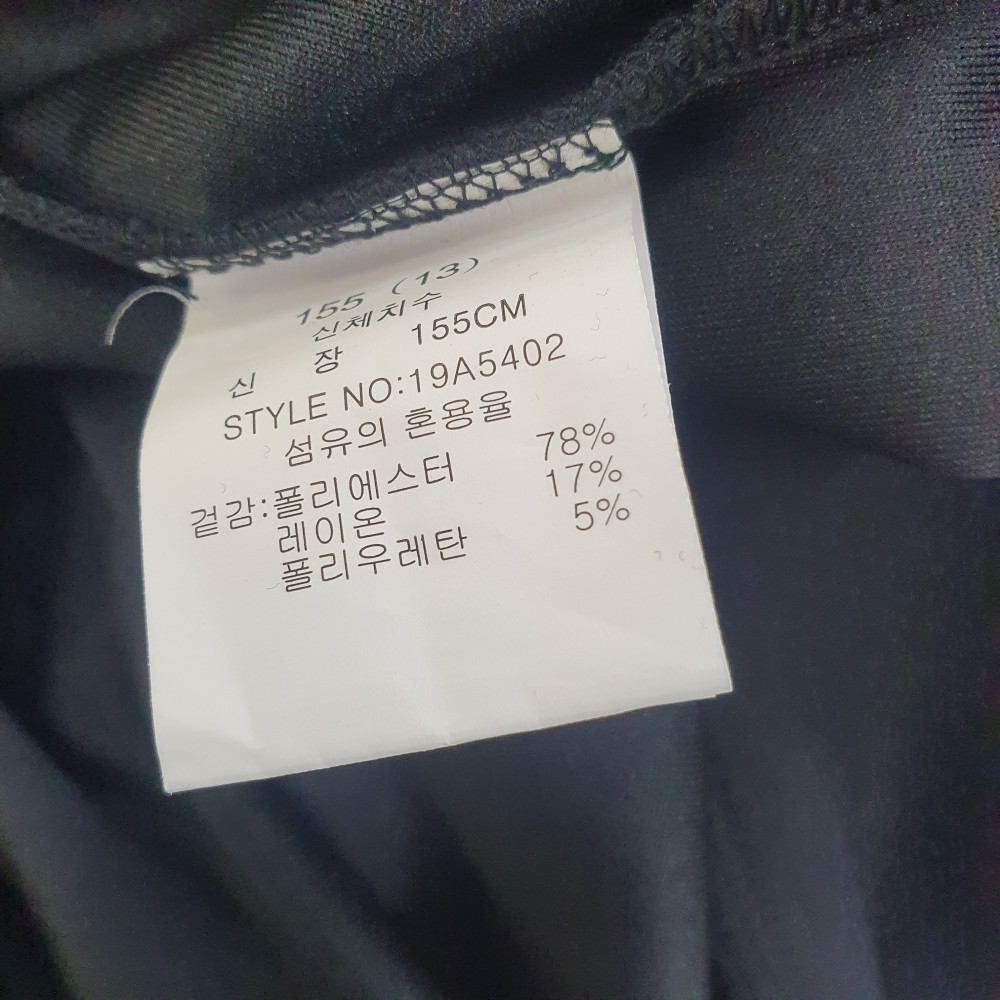 155 (13)
신체치수
신 장 155CM
STYLE NO:19A5402
섬유의 혼용율
겉감:폴리에스터 78%
레이온 17%
폴리우레탄 5%